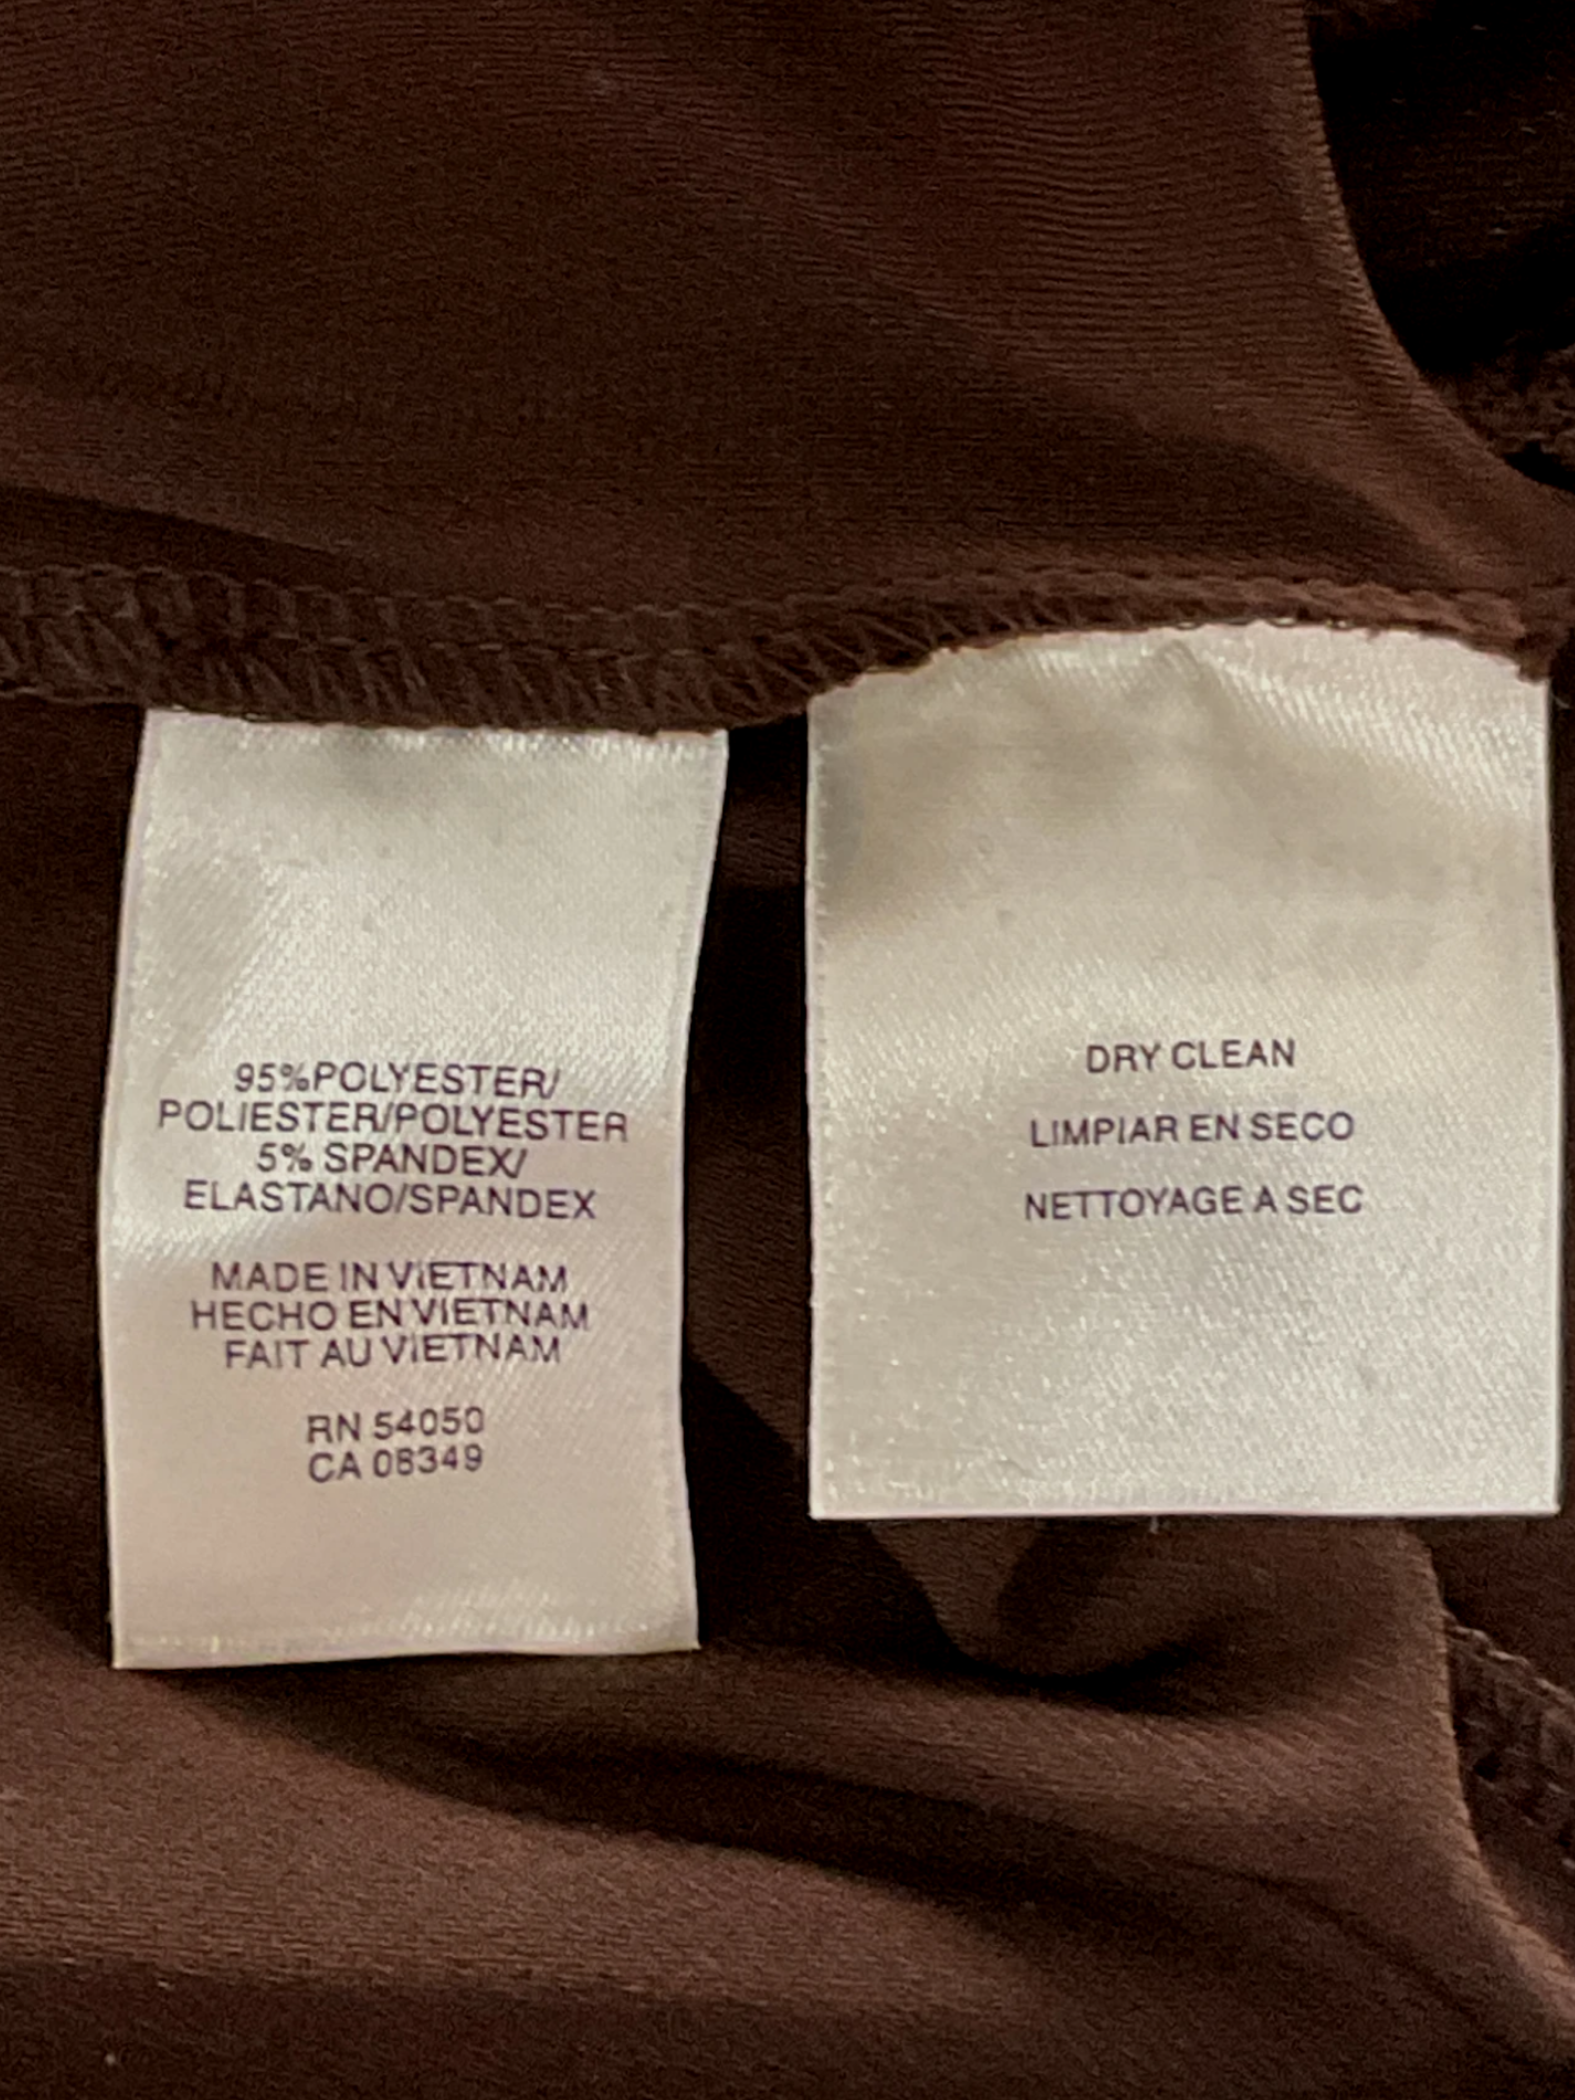 95%POLYESTER/
POLIESTER/POLYESTER
5% SPANDEX/
ELASTANO/SPANDEX
MADE IN VIETNAM
HECHO EN VIETNAM
FAIT AU VIETNAM
RN 54050
CA 08349
DRY CLEAN
LIMPIAR EN SECO
NETTOYAGE A SEC